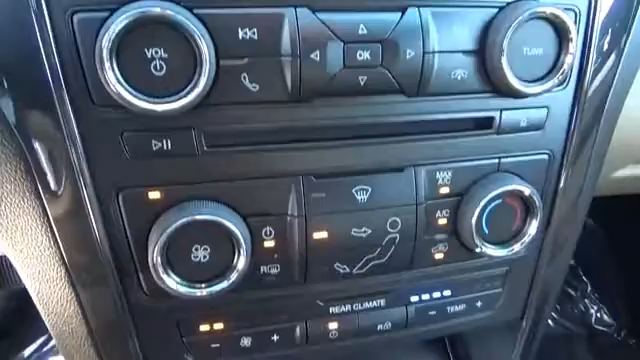 VOL
OK
TUNE
MAX
A/C
A/C
R
REAR CLIMATE
- + R - TEMP +